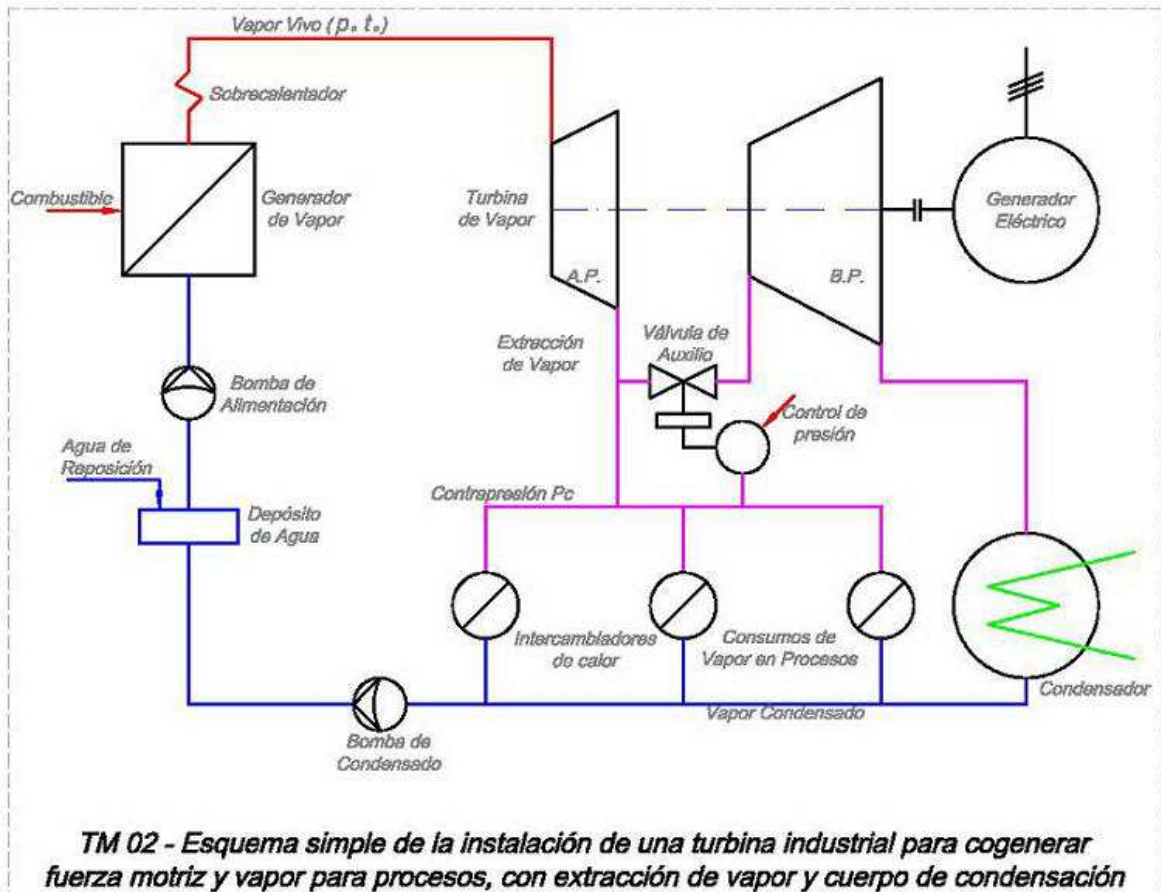 Vapor Vivo (p. t.)
Sobrecalentador
Combustible
Generador
de Vapor
Turbina
de Vapor
Generador
Eléctrico
A.P.
B.P.
Extracción
de Vapor
Válvula de
Auxilio
Bomba de
Alimentación
Control de
presión
Agua de
Reposición
Contrapresión Pc
Depósito
de Agua
Intercambiadores
de calor
Consumos de
Vapor en Procesos
Condensador
Vapor Condensado
Bomba de
Condensado
TM 02 - Esquema simple de la instalación de una turbina industrial para cogenerar
fuerza motriz y vapor para procesos, con extracción de vapor y cuerpo de condensación